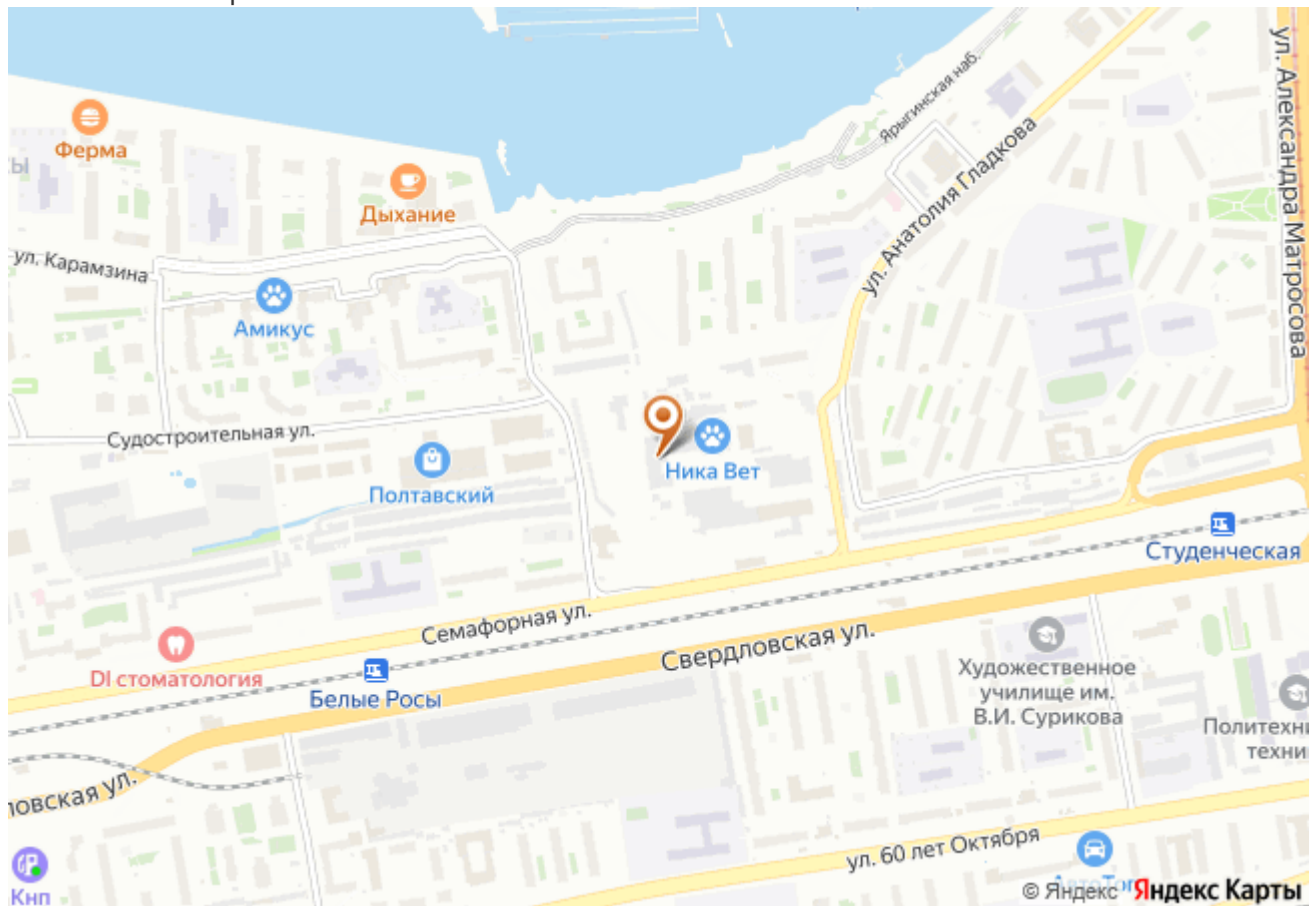 Ярыгинская наб.
ул. Александра Матросова
Ферма
Ы
Дыхание
ул. Анатолия Гладкова
ул. Карамзина
Амикус
Судостроительная ул.
Ника Вет
Полтавский
Студенческая
Семафорная ул.
Свердловская ул.
DI стоматология
Белые Росы
Художественное
училище им.
В.И. Сурикова
Политехни
техни
ловская ул.
ул. 60 лет Октября
Кнп
© Яндекс Яндекс Карты